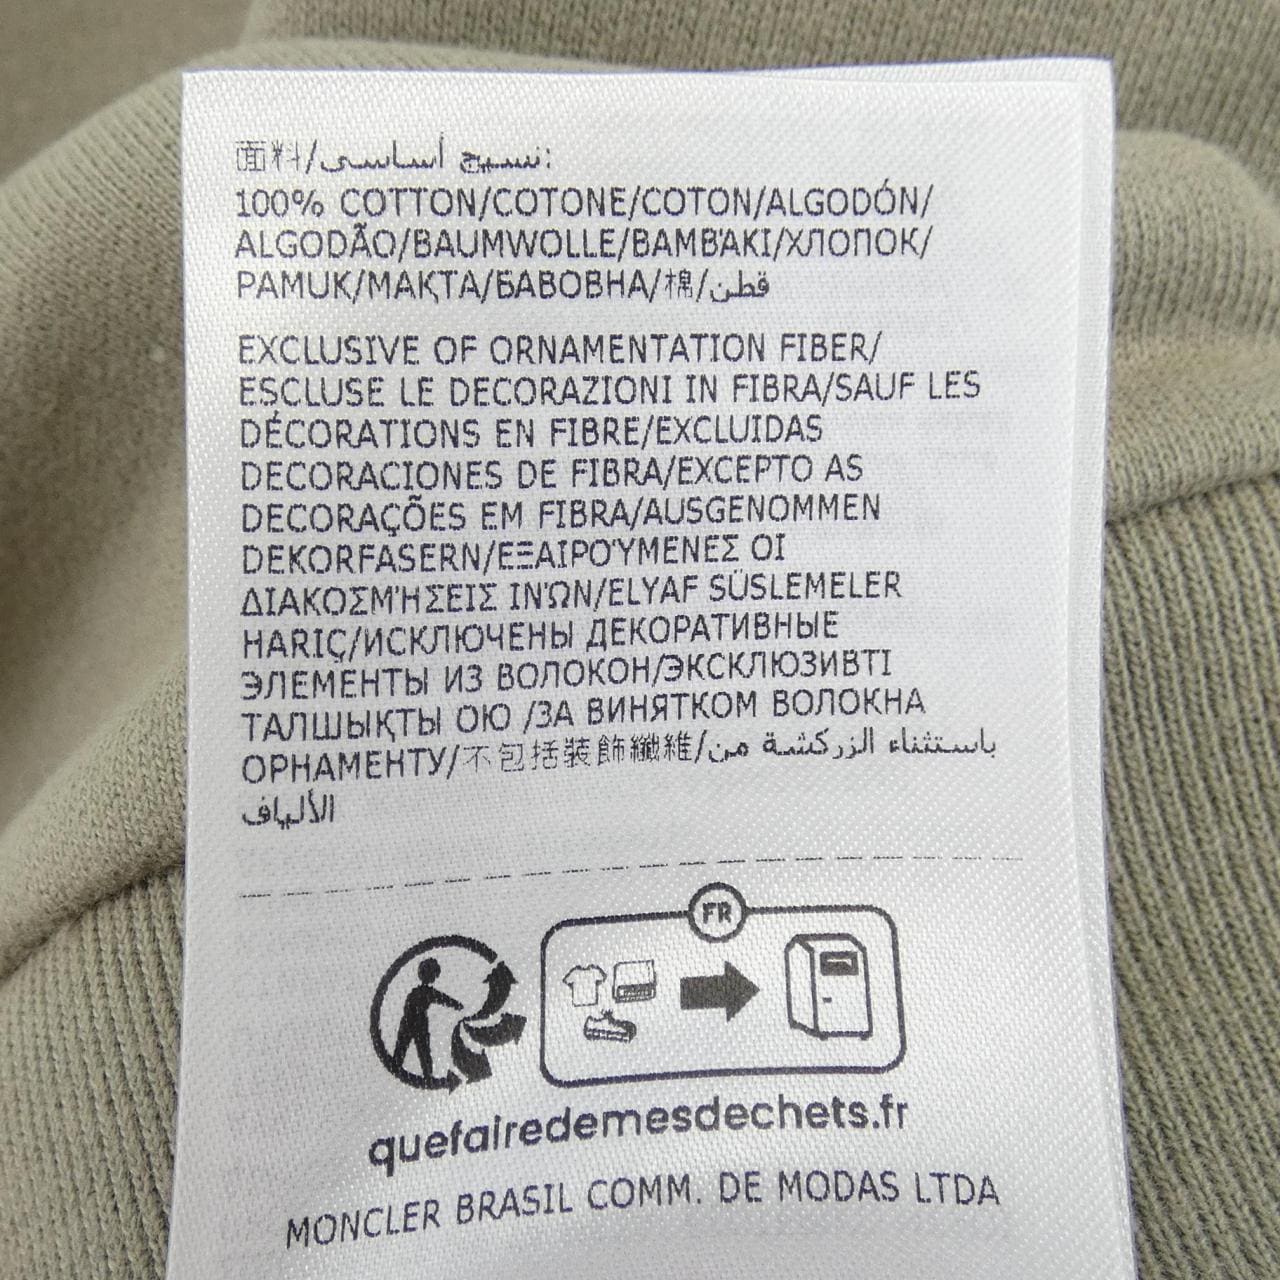 面料/نسيج أساسى:
100% COTTON/COTONE/COTON/ALGODÓN/
ALGODÃO/BAUMWOLLE/ΒΑΜΒΆΚΙ/ХЛОПОК/
PAMUK/МАҚТА/БАВОВНА/棉/قطن
EXCLUSIVE OF ORNAMENTATION FIBER/
ESCLUSE LE DECORAZIONI IN FIBRA/SAUF LES
DÉCORATIONS EN FIBRE/EXCLUIDAS
DECORACIONES DE FIBRA/EXCEPTO AS
DECORAÇÕES EM FIBRA/AUSGENOMMEN
DEKORFASERN/ΕΞΑΙΡΟΎΜΕΝΕΣ ΟΙ
ΔΙΑΚΟΣΜΉΣΕΙΣ ΙΝΏΝ/ELYAF SÜSLEMELER
HARIÇ/ИСКЛЮЧЕНЫ ДЕКОРАТИВНЫЕ
ЭЛЕМЕНТЫ ИЗ ВОЛОКОН/ЭКСКЛЮЗИВТІ
ТАЛШЫҚТЫ ОЮ /ЗА ВИНЯТКОМ ВОЛОКНА
ОРНАМЕНТУ/不包括装飾纖維/باستثناء الزركشة من
الألياف
FR
quefairedemesdechets.fr
MONCLER BRASIL COMM. DE MODAS LTDA